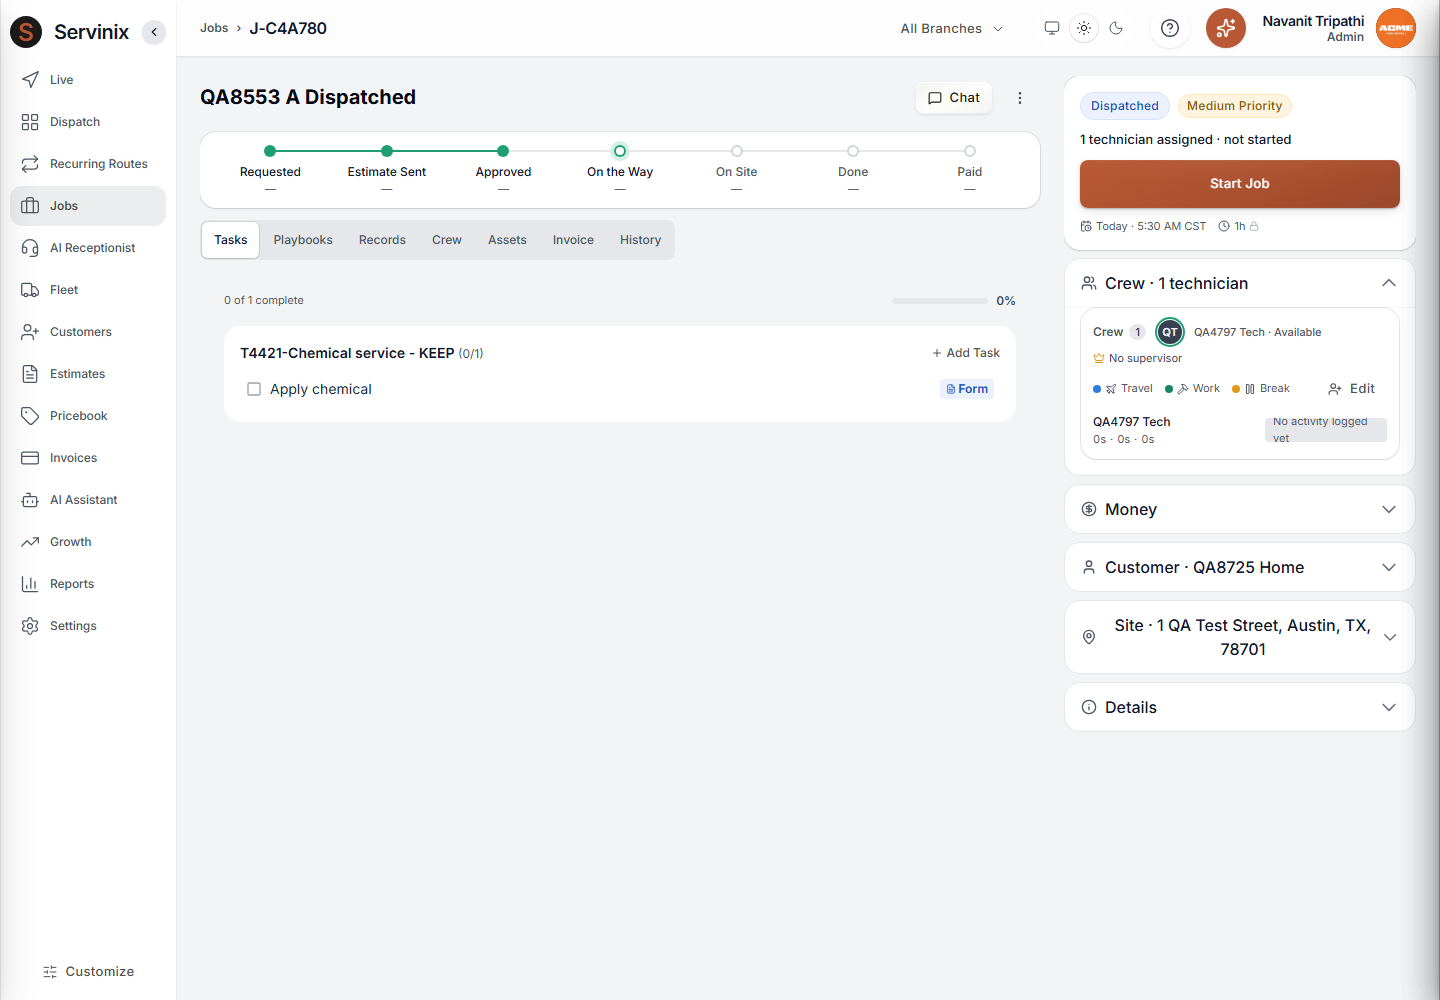 S Servinix
Live
Dispatch
Recurring Routes
Jobs
AI Receptionist
Fleet
Customers
Estimates
Pricebook
Invoices
AI Assistant
Growth
Reports
Settings
Customize
Jobs › J-C4A780
All Branches
Navanit Tripathi
Admin
ACME
QA8553 A Dispatched
Chat
Requested
Estimate Sent
Approved
On the Way
On Site
Done
Paid
— — — — — — —
Tasks Playbooks Records Crew Assets Invoice History
0 of 1 complete
0%
T4421-Chemical service - KEEP (0/1)
+ Add Task
Apply chemical
Form
Dispatched Medium Priority
1 technician assigned · not started
Start Job
Today · 5:30 AM CST 1h
Crew · 1 technician
Crew 1 QT QA4797 Tech · Available
No supervisor
Travel Work Break Edit
QA4797 Tech
0s · 0s · 0s
No activity logged
yet
Money
Customer · QA8725 Home
Site · 1 QA Test Street, Austin, TX,
78701
Details